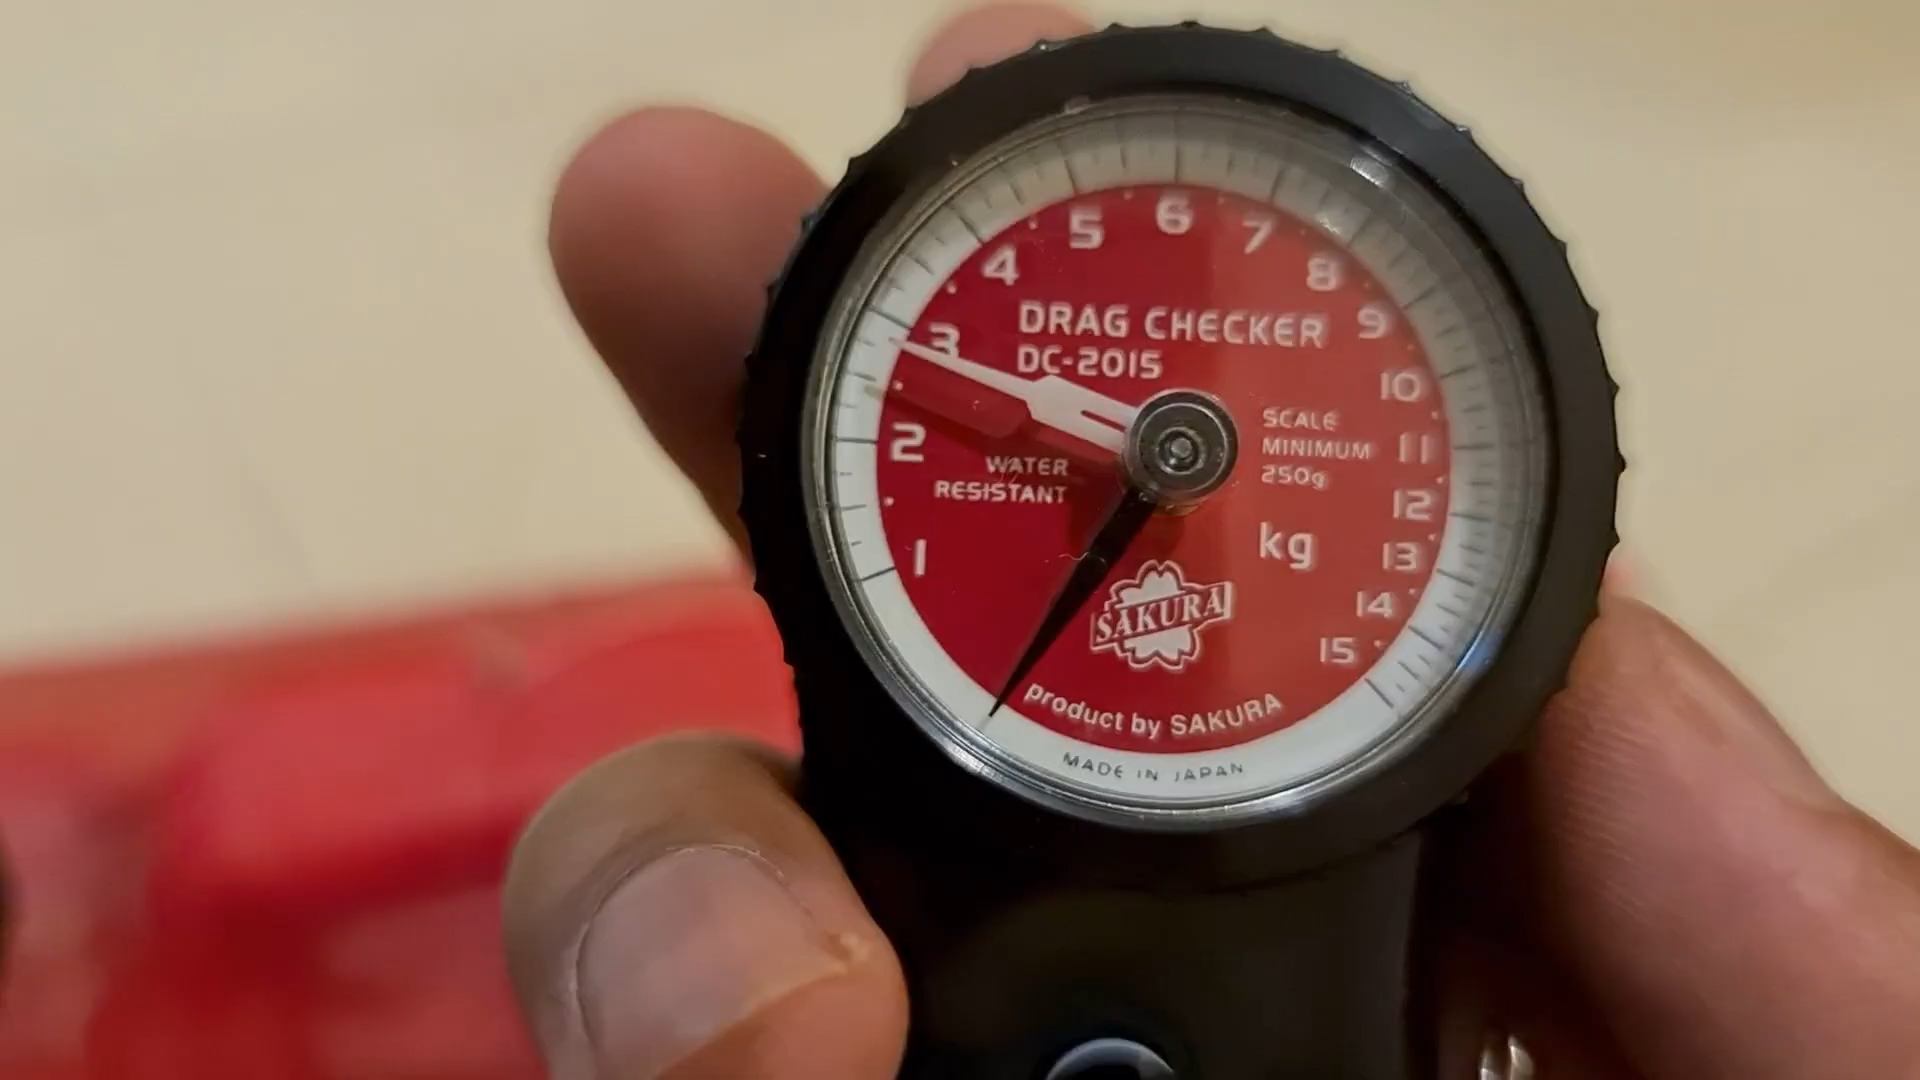 1
2
3
4
5
6
7
8
9
10
11
12
13
14
15
DRAG CHECKER
DC-2015
SCALE
MINIMUM
250g
WATER
RESISTANT
kg
SAKURA
product by SAKURA
MADE IN JAPAN